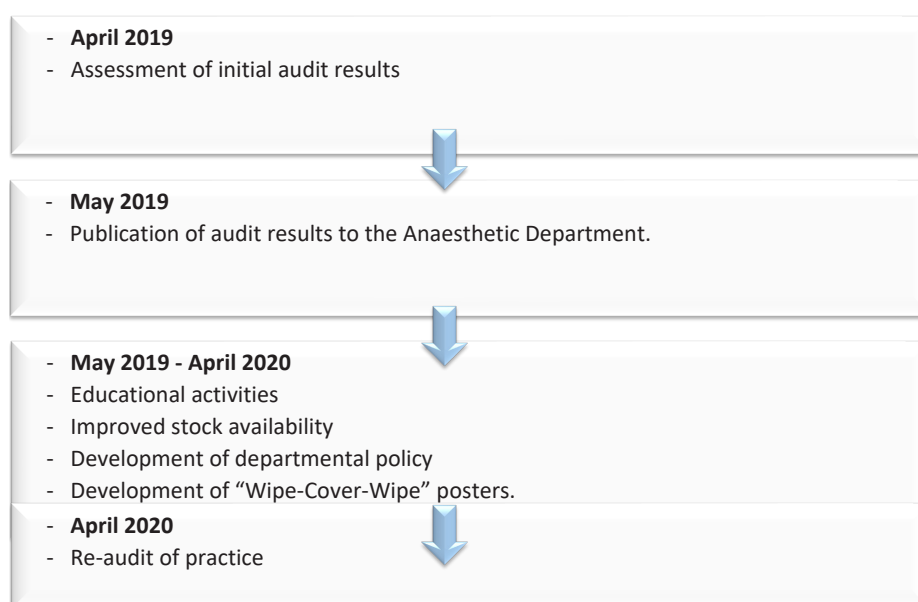 - April 2019
- Assessment of initial audit results
- May 2019
- Publication of audit results to the Anaesthetic Department.
- May 2019 - April 2020
- Educational activities
- Improved stock availability
- Development of departmental policy
- Development of “Wipe-Cover-Wipe” posters.
- April 2020
- Re-audit of practice